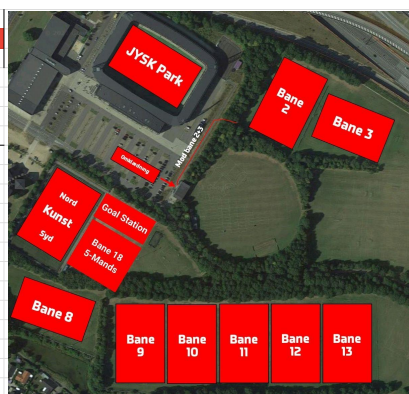 JYSK Park
Bane
2
Bane 3
Mod bane 2+3
Omklædning
Nord
Kunst
Syd
Goal Station
Bane 18
5-Mands
Bane 8
Bane
9
Bane
10
Bane
11
Bane
12
Bane
13